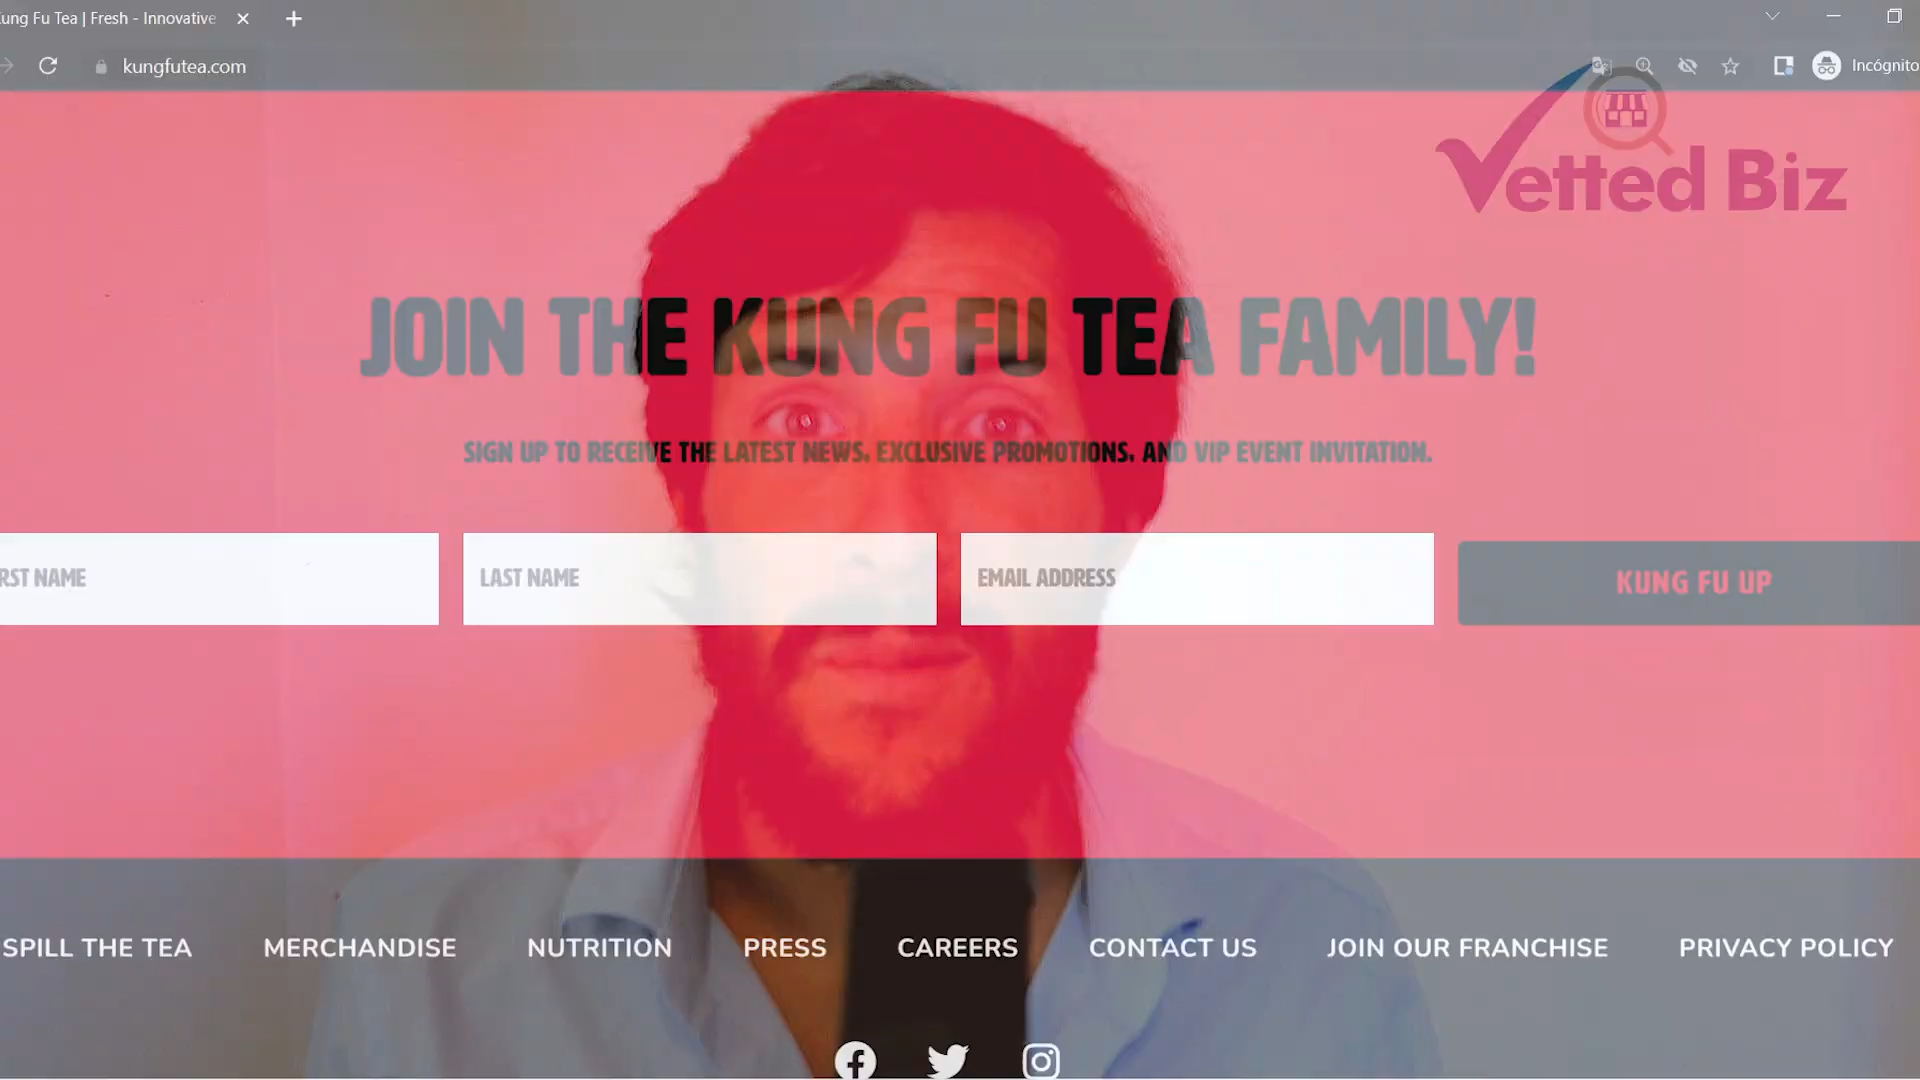 ung Fu Tea | Fresh - Innovative
kungfutea.com
Incógnito
Vetted Biz
JOIN THE KUNG FU TEA FAMILY!
SIGN UP TO RECEIVE THE LATEST NEWS, EXCLUSIVE PROMOTIONS, AND VIP EVENT INVITATION.
RST NAME
LAST NAME
EMAIL ADDRESS
KUNG FU UP
SPILL THE TEA
MERCHANDISE
NUTRITION
PRESS
CAREERS
CONTACT US
JOIN OUR FRANCHISE
PRIVACY POLICY